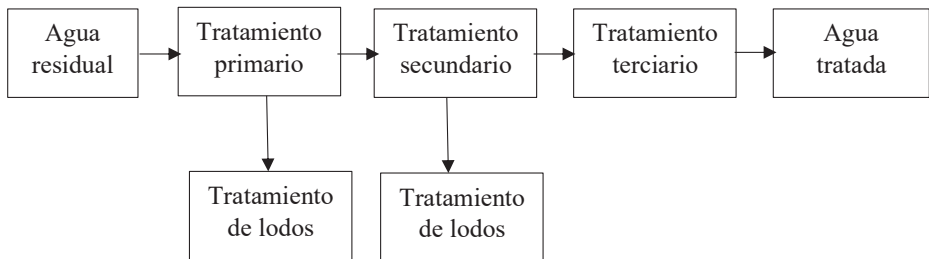 Agua
residual
Tratamiento
primario
Tratamiento
secundario
Tratamiento
terciario
Agua
tratada
Tratamiento
de lodos
Tratamiento
de lodos